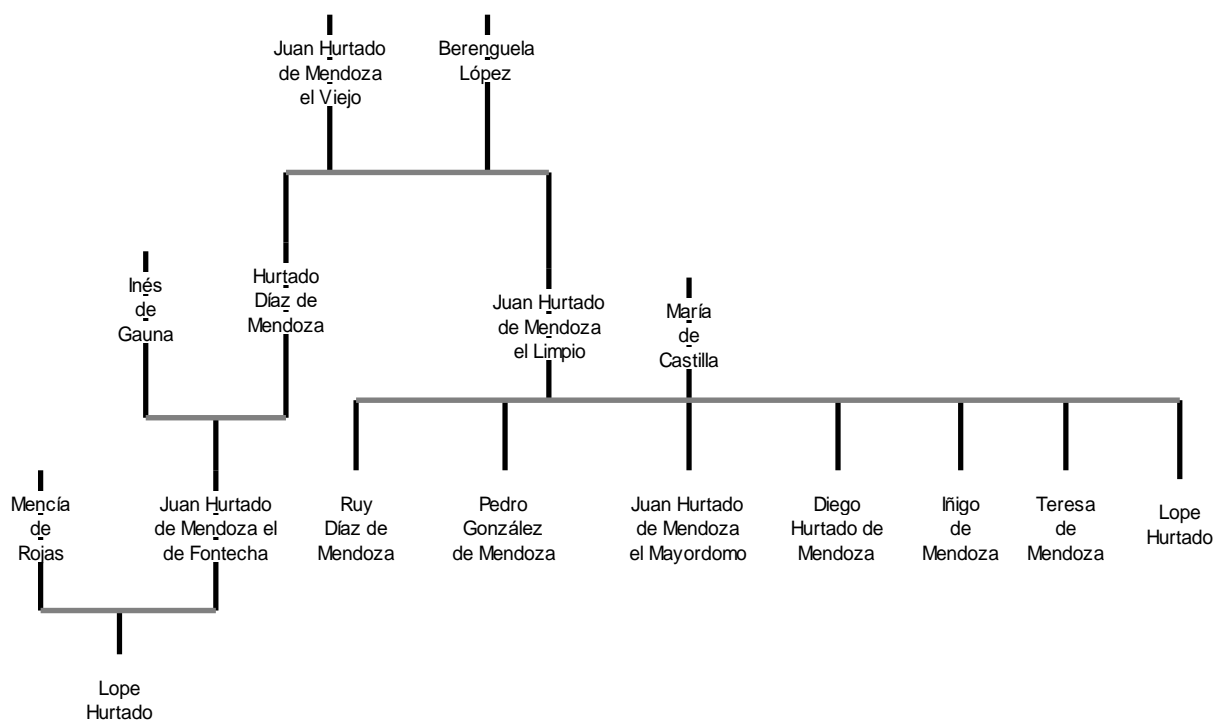 Juan Hurtado
de Mendoza
el Viejo
Berenguela
López
Inés
de
Gauna
Hurtado
Díaz de
Mendoza
Juan Hurtado
de Mendoza
el Limpio
María
de
Castilla
Mencía
de
Rojas
Juan Hurtado
de Mendoza el
de Fontecha
Ruy
Díaz de
Mendoza
Pedro
González
de Mendoza
Juan Hurtado
de Mendoza
el Mayordomo
Diego
Hurtado de
Mendoza
Iñigo
de
Mendoza
Teresa
de
Mendoza
Lope
Hurtado
Lope
Hurtado